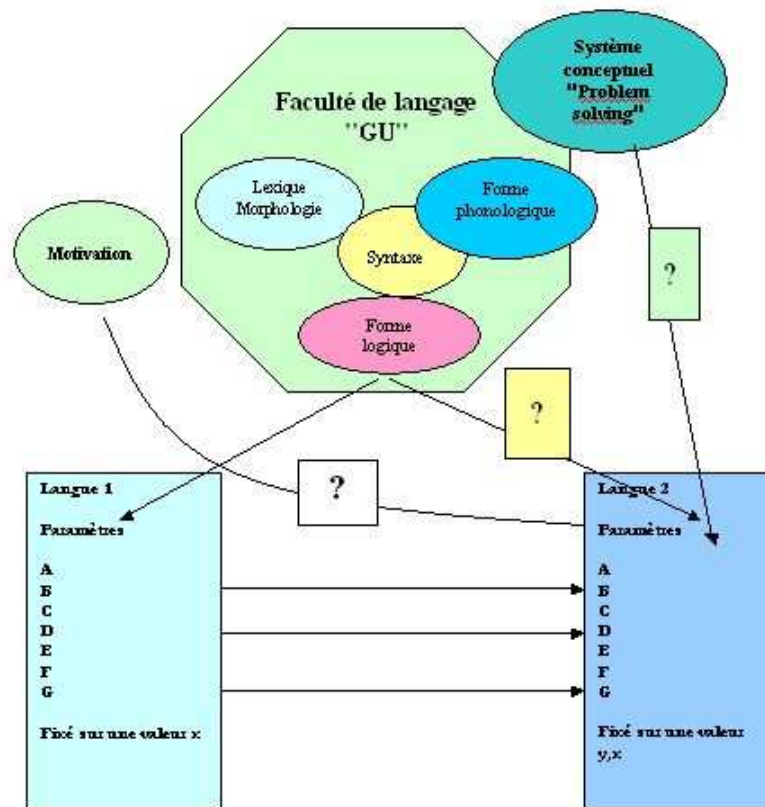 Système
conceptuel
"Problem
solving"
Faculté de langage
"GU"
Lexique
Morphologie
Forme
phonologique
Motivation
Syntaxe
?
Forme
logique
?
?
Langue 1
Paramètres
A
B
C
D
E
F
G
Fixé sur une valeur x
Langue 2
Paramètres
A
B
C
D
E
F
G
Fixé sur une valeur
y,x